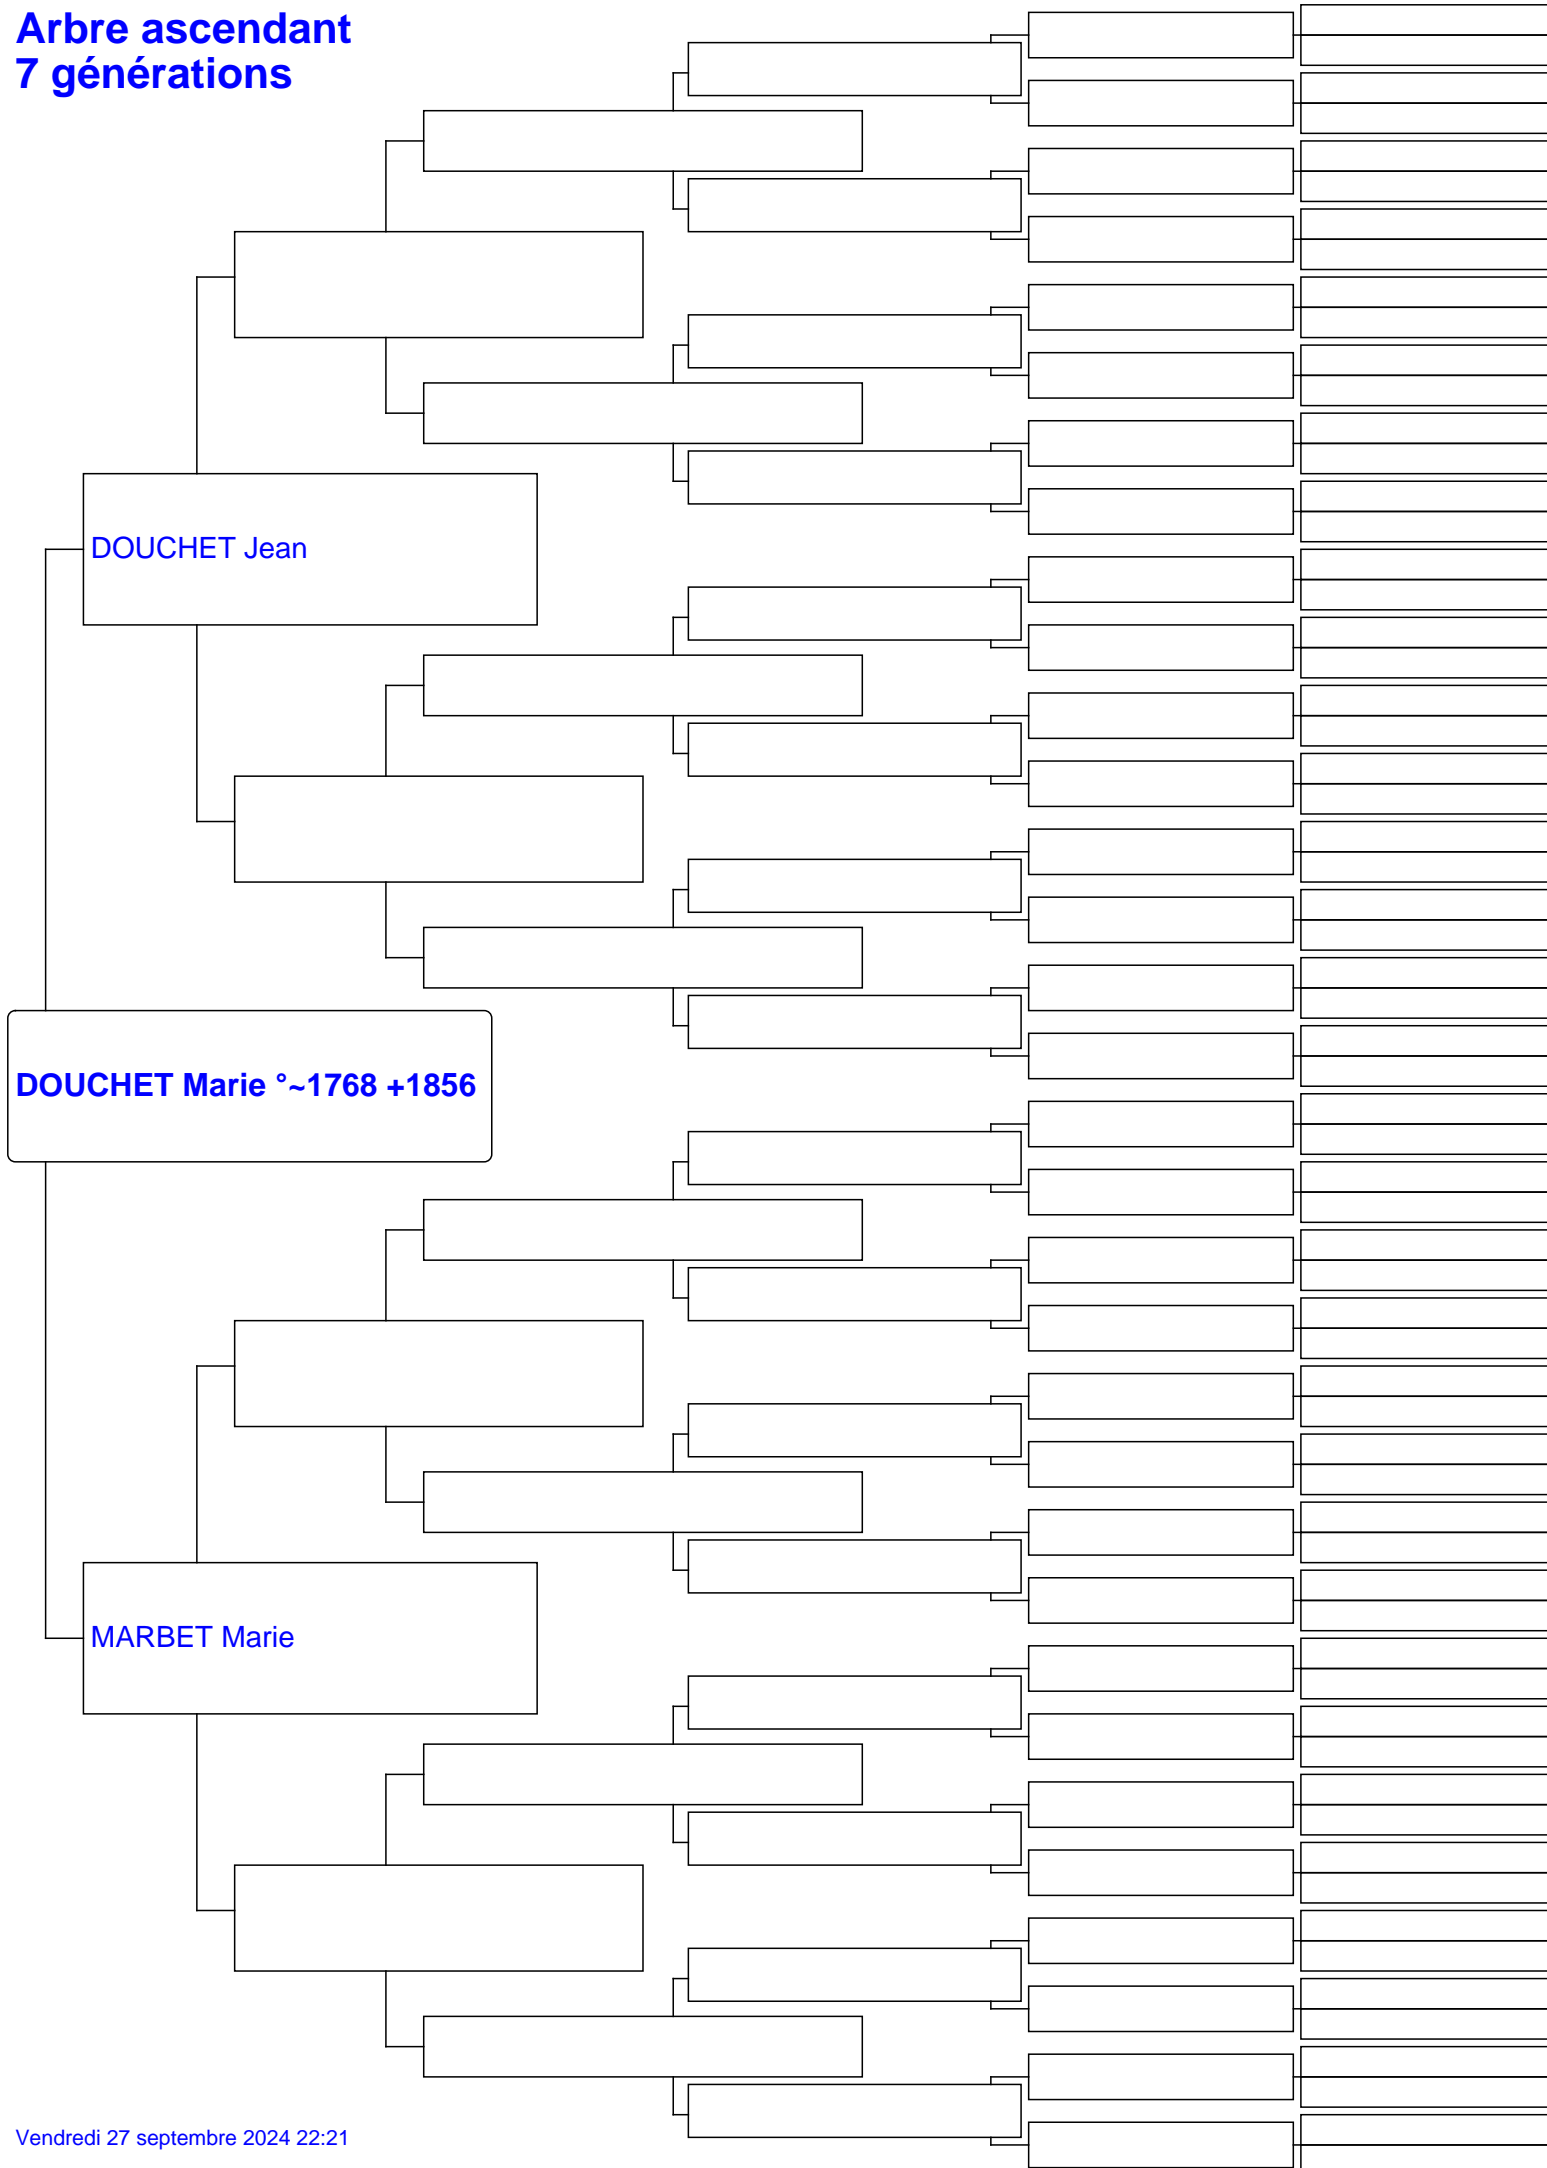 Arbre ascendant
7 générations
DOUCHET Jean
DOUCHET Marie °~1768 +1856
MARBET Marie
Vendredi 27 septembre 2024 22:21